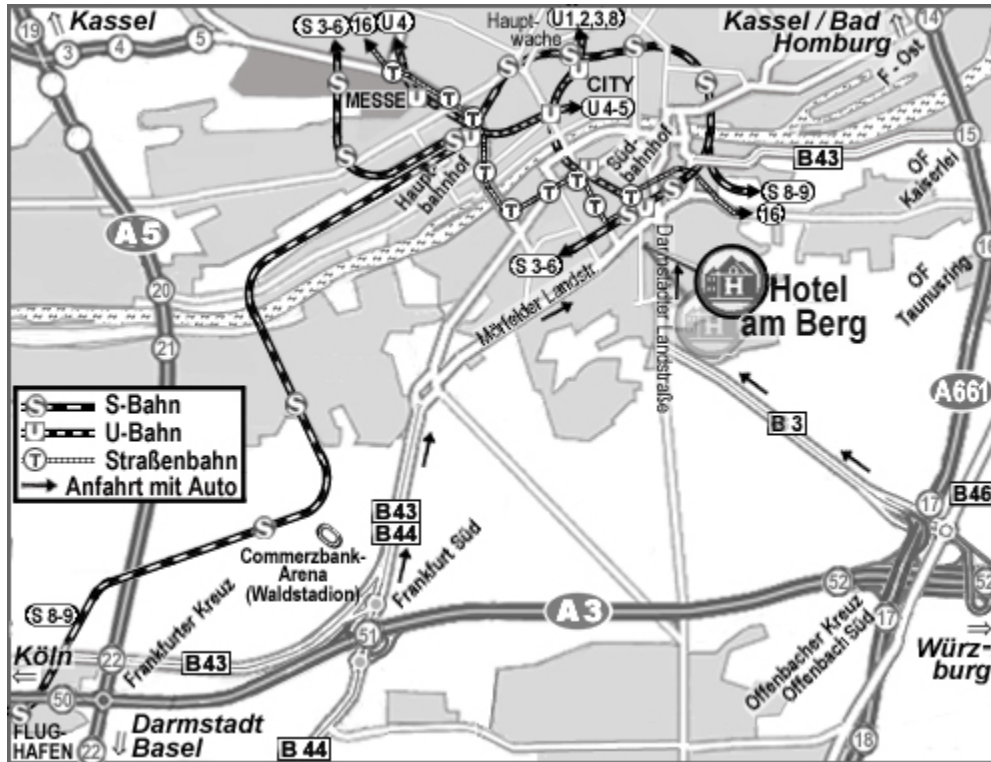 19
Kassel
3
4
5
S 3-6
16
U 4
Haupt-
wache
U1,2,3,8
Kassel / Bad
Homburg
14
F - Ost
MESSE
CITY
U 4-5
Haupt-
bahnhof
Süd-
bahnhof
B43
15
OF
Kaiserlei
S 8-9
16
S 3-6
A5
20
21
Mörfelder Landstr.
Darmstädter Landstraße
H
Hotel
am Berg
H
16
OF
Taunusring
A661
S-Bahn
U-Bahn
Straßenbahn
Anfahrt mit Auto
B 3
B43
B44
Commerzbank-
Arena
(Waldstadion)
Frankfurt Süd
17
B46
52
52
A3
51
17
S 8-9
Köln
22
Frankfurter Kreuz
B43
50
FLUG-
HAFEN
22
Darmstadt
Basel
B 44
Offenbacher Kreuz
Offenbach Süd
18
Würz-
burg